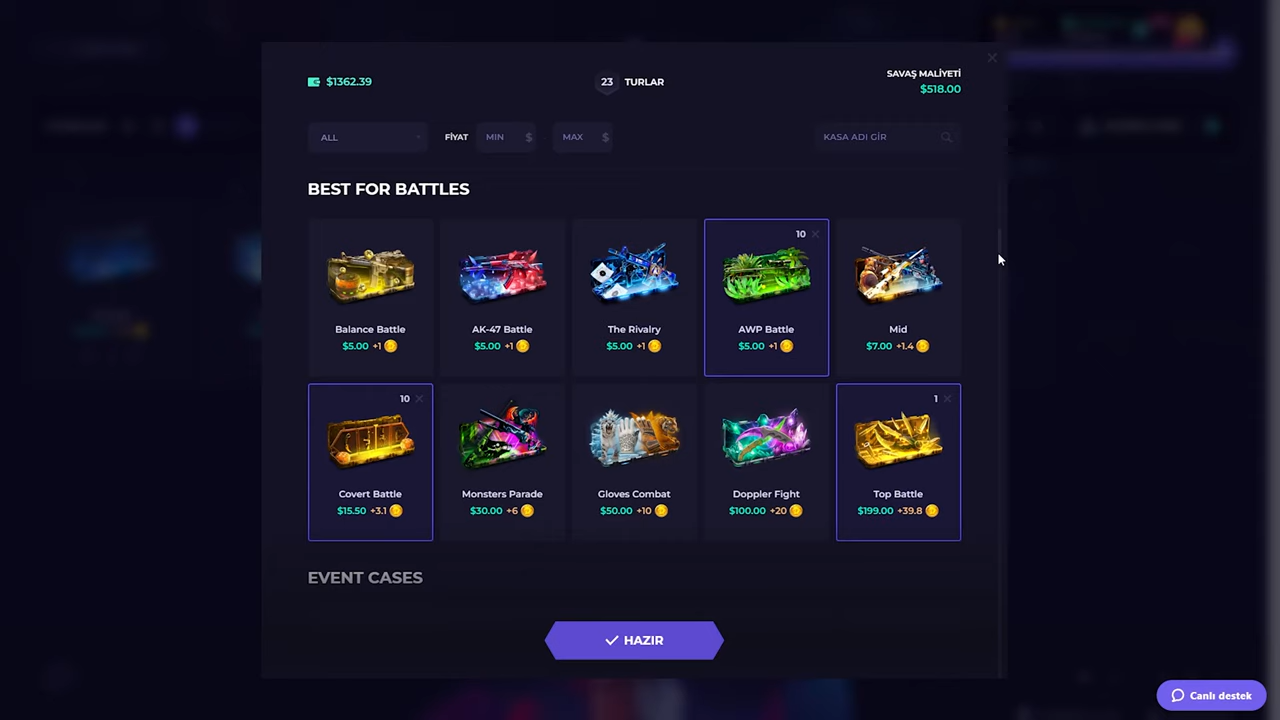 $1362.39
23 TURLAR
SAVAŞ MALİYETİ
$518.00
ALL
FİYAT
MIN $
MAX $
KASA ADI GİR
BEST FOR BATTLES
Balance Battle
$5.00 +1
AK-47 Battle
$5.00 +1
The Rivalry
$5.00 +1
10
AWP Battle
$5.00 +1
Mid
$7.00 +1.4
10
Covert Battle
$15.50 +3.1
Monsters Parade
$30.00 +6
Gloves Combat
$50.00 +10
Doppler Fight
$100.00 +20
1
Top Battle
$199.00 +39.8
EVENT CASES
HAZIR
Canlı destek